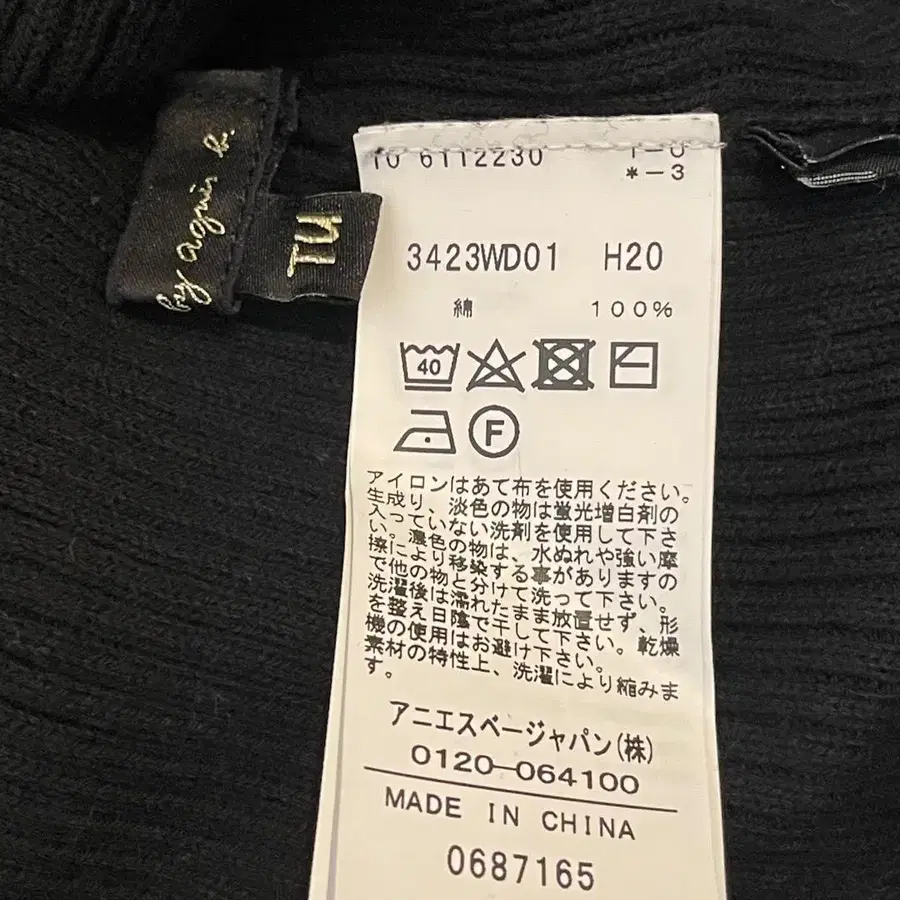 by agnès b.
TU
TO 6112230
*-3
3423WD01 H20
綿 100%
40
F
アイロンはあて布を使用ください。
生成り、淡色の物は蛍光増白剤の
入っていない洗剤を使用して下さ
い。濃色の物は、水ぬれや強い摩
擦により移染する事がありますの
で他の物と分けて洗って下さい。
洗濯後は濡れたまま放置せず、形
を整え日陰で干して下さい。乾燥
機の使用はお避け下さい。
素材の特性上、洗濯により縮みま
す。
アニエスベージャパン(株)
0120-064100
MADE IN CHINA
0687165